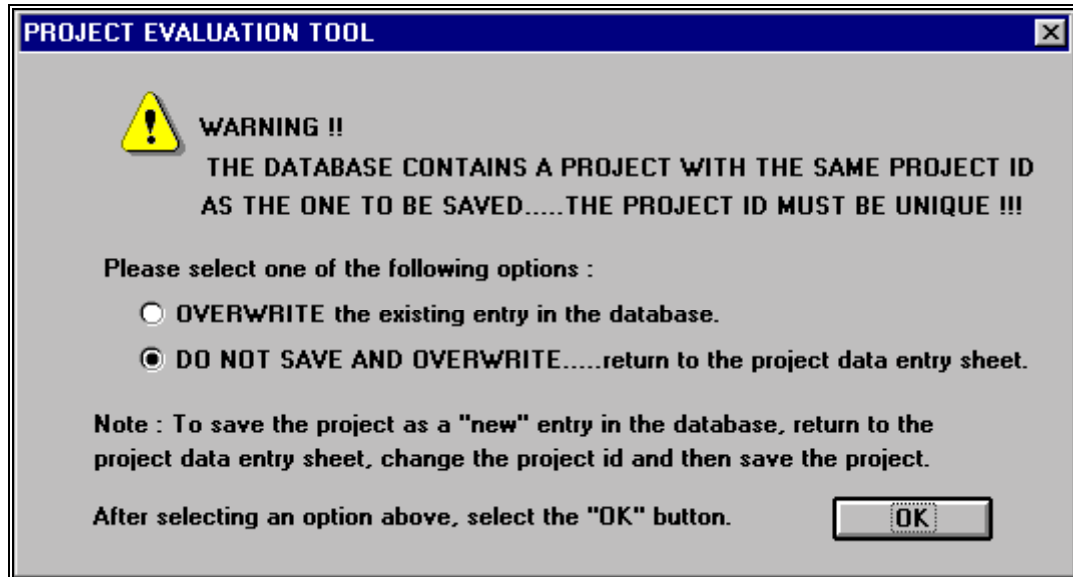 PROJECT EVALUATION TOOL
WARNING !!
THE DATABASE CONTAINS A PROJECT WITH THE SAME PROJECT ID
AS THE ONE TO BE SAVED.....THE PROJECT ID MUST BE UNIQUE !!!
Please select one of the following options :
OVERWRITE the existing entry in the database.
DO NOT SAVE AND OVERWRITE.....return to the project data entry sheet.
Note : To save the project as a "new" entry in the database, return to the
project data entry sheet, change the project id and then save the project.
After selecting an option above, select the "OK" button.
OK